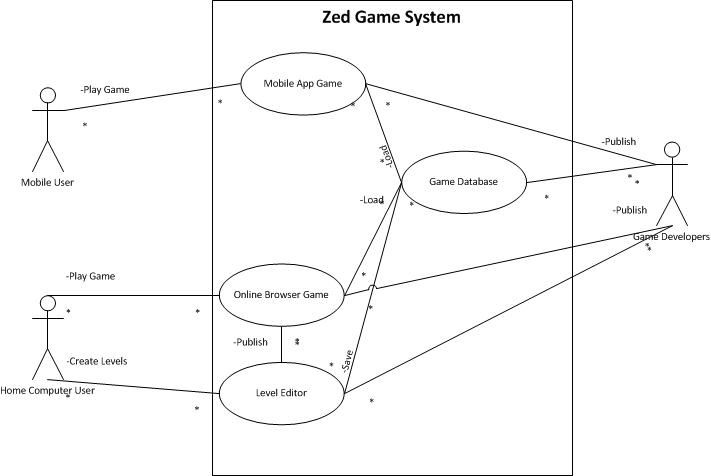 Zed Game System
-Play Game
*
*
Mobile App Game
*
*
-Publish
Mobile User
-Load
*
Game Database
*
*
*
*
-Load
*
-Publish
Game Developers
*
*
-Play Game
*
*
Online Browser Game
*
*
-Publish
*
*
-Save
*
-Create Levels
Home Computer User
*
*
Level Editor
*